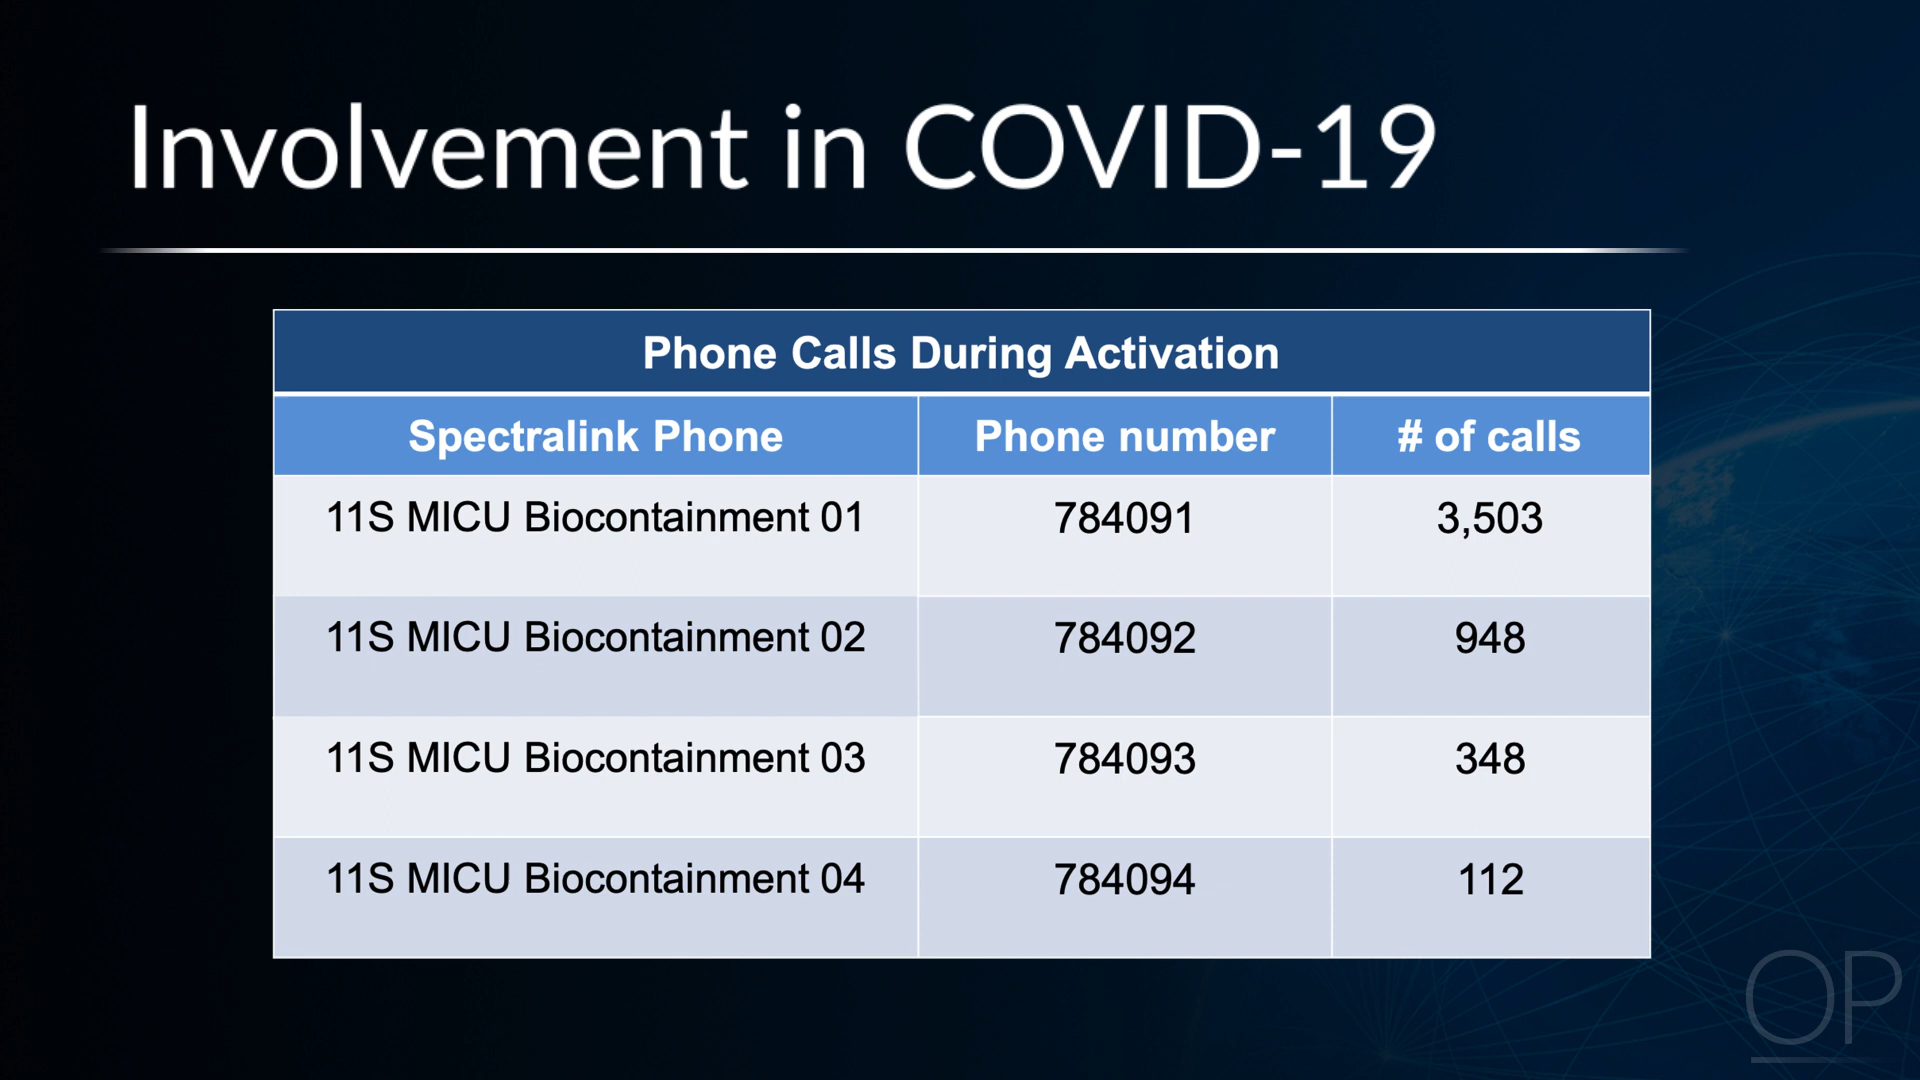 Involvement in COVID-19
Phone Calls During Activation
Spectralink Phone Phone number # of calls
11S MICU Biocontainment 01 784091 3,503
11S MICU Biocontainment 02 784092 948
11S MICU Biocontainment 03 784093 348
11S MICU Biocontainment 04 784094 112
OP